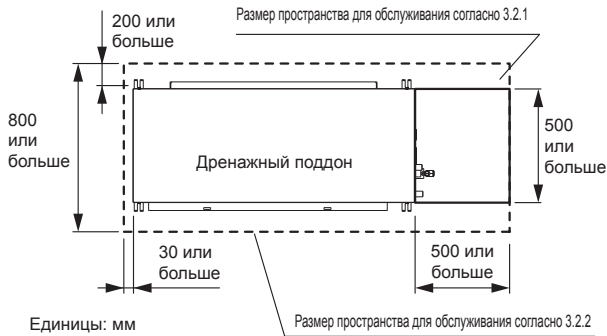 200 или
больше
Размер пространства для обслуживания согласно 3.2.1
800
или
больше
Дренажный поддон
500
или
больше
30 или
больше
500 или
больше
Единицы: мм
Размер пространства для обслуживания согласно 3.2.2